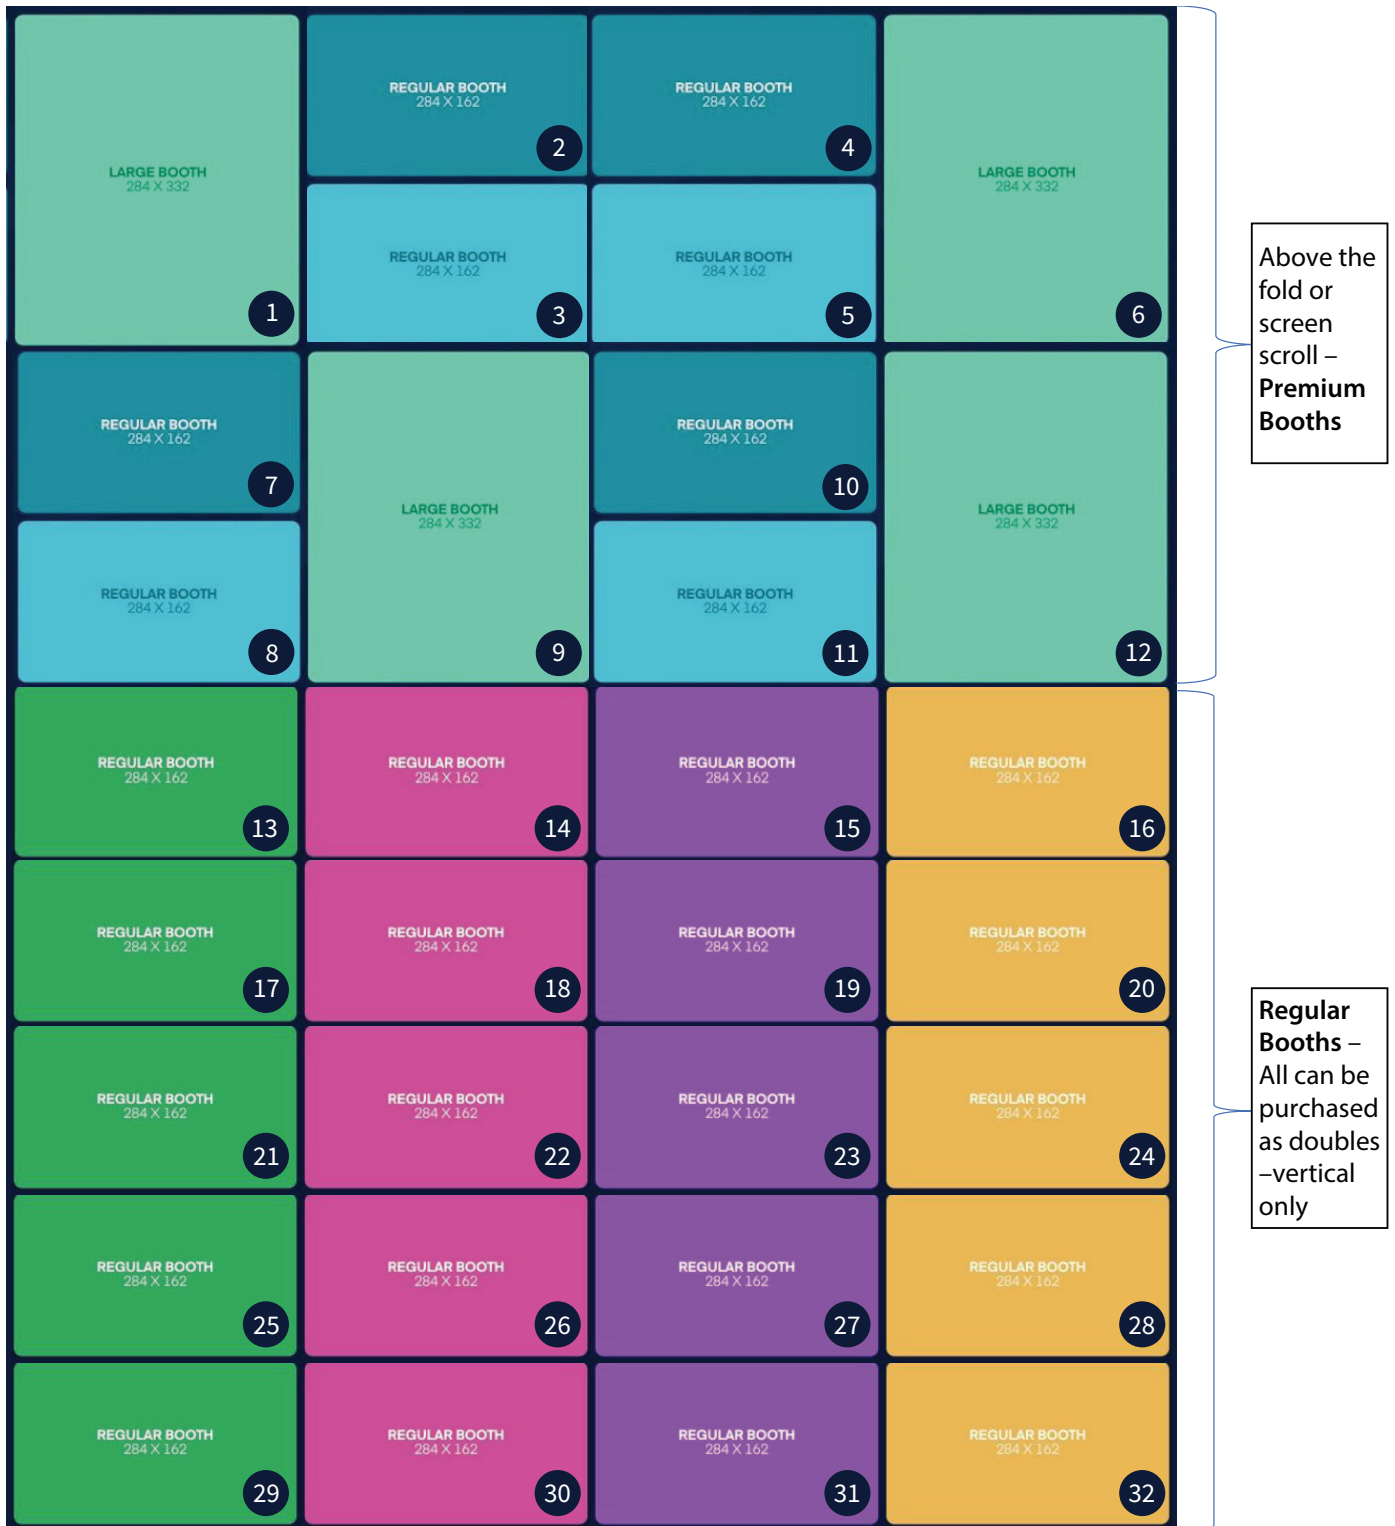 LARGE BOOTH
284 X 332
1
REGULAR BOOTH
284 X 162
2
REGULAR BOOTH
284 X 162
4
LARGE BOOTH
284 X 332
6
REGULAR BOOTH
284 X 162
3
REGULAR BOOTH
284 X 162
5
REGULAR BOOTH
284 X 162
7
LARGE BOOTH
284 X 332
9
REGULAR BOOTH
284 X 162
10
LARGE BOOTH
284 X 332
12
REGULAR BOOTH
284 X 162
8
REGULAR BOOTH
284 X 162
11
Above the
fold or
screen
scroll –
Premium
Booths
REGULAR BOOTH
284 X 162
13
REGULAR BOOTH
284 X 162
14
REGULAR BOOTH
284 X 162
15
REGULAR BOOTH
284 X 162
16
REGULAR BOOTH
284 X 162
17
REGULAR BOOTH
284 X 162
18
REGULAR BOOTH
284 X 162
19
REGULAR BOOTH
284 X 162
20
REGULAR BOOTH
284 X 162
21
REGULAR BOOTH
284 X 162
22
REGULAR BOOTH
284 X 162
23
REGULAR BOOTH
284 X 162
24
REGULAR BOOTH
284 X 162
25
REGULAR BOOTH
284 X 162
26
REGULAR BOOTH
284 X 162
27
REGULAR BOOTH
284 X 162
28
REGULAR BOOTH
284 X 162
29
REGULAR BOOTH
284 X 162
30
REGULAR BOOTH
284 X 162
31
REGULAR BOOTH
284 X 162
32
Regular
Booths –
All can be
purchased
as doubles
–vertical
only